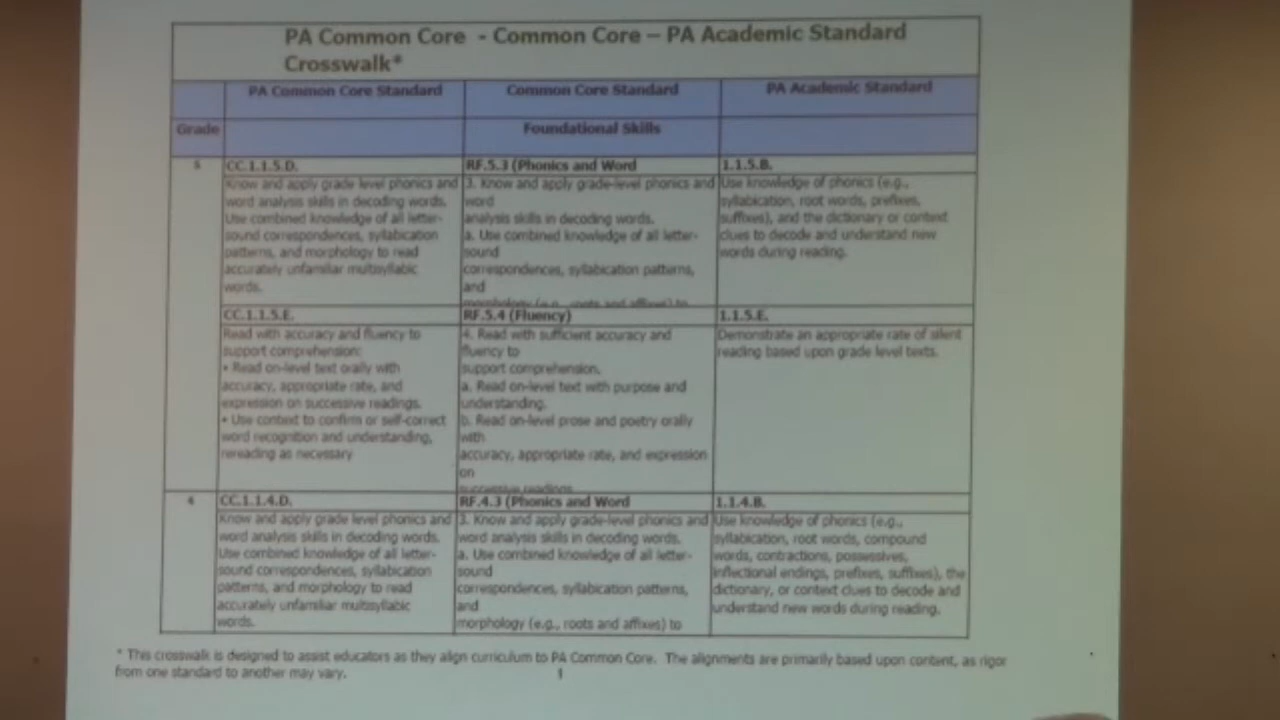 PA Common Core - Common Core – PA Academic Standard
Crosswalk*
PA Common Core Standard
Common Core Standard
PA Academic Standard
Grade
Foundational Skills
5
CC.1.1.5.D.
Know and apply grade level phonics and
word analysis skills in decoding words.
Use combined knowledge of all letter-
sound correspondences, syllabication
patterns, and morphology to read
accurately unfamiliar multisyllabic
words.
RF.5.3 (Phonics and Word
3. Know and apply grade-level phonics and
word
analysis skills in decoding words.
a. Use combined knowledge of all letter-
sound
correspondences, syllabication patterns,
and
morphology (e.g., roots and affixes) to
1.1.5.B.
Use knowledge of phonics (e.g.,
syllabication, root words, prefixes,
suffixes), and the dictionary or context
clues to decode and understand new
words during reading.
CC.1.1.5.E.
Read with accuracy and fluency to
support comprehension:
• Read on-level text orally with
accuracy, appropriate rate, and
expression on successive readings.
• Use context to confirm or self-correct
word recognition and understanding,
rereading as necessary
RF.5.4 (Fluency)
4. Read with sufficient accuracy and
fluency to
support comprehension.
a. Read on-level text with purpose and
understanding.
b. Read on-level prose and poetry orally
with
accuracy, appropriate rate, and expression
on
successive readings
1.1.5.E.
Demonstrate an appropriate rate of silent
reading based upon grade level texts.
4
CC.1.1.4.D.
Know and apply grade level phonics and
word analysis skills in decoding words.
Use combined knowledge of all letter-
sound correspondences, syllabication
patterns, and morphology to read
accurately unfamiliar multisyllabic
words.
RF.4.3 (Phonics and Word
3. Know and apply grade-level phonics and
word analysis skills in decoding words.
a. Use combined knowledge of all letter-
sound
correspondences, syllabication patterns,
and
morphology (e.g., roots and affixes) to
1.1.4.B.
Use knowledge of phonics (e.g.,
syllabication, root words, compound
words, contractions, possessives,
inflectional endings, prefixes, suffixes), the
dictionary, or context clues to decode and
understand new words during reading.
* This crosswalk is designed to assist educators as they align curriculum to PA Common Core. The alignments are primarily based upon content, as rigor
from one standard to another may vary.
1